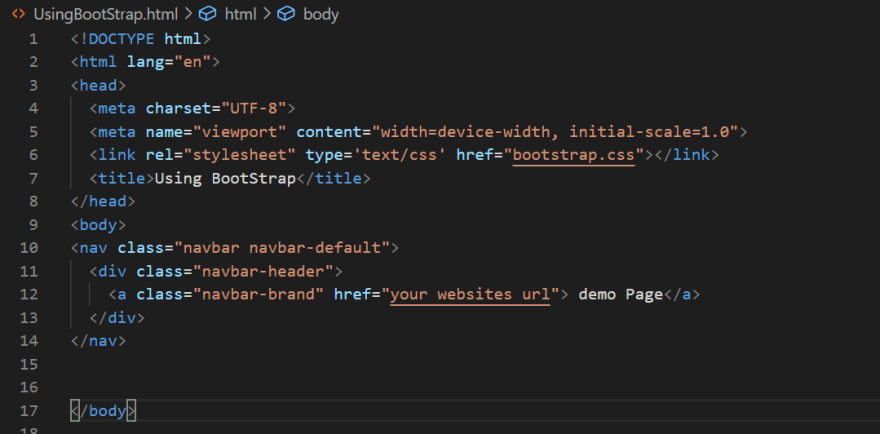 <> UsingBootStrap.html > html > body
1 <!DOCTYPE html>
2 <html lang="en">
3 <head>
4 <meta charset="UTF-8">
5 <meta name="viewport" content="width=device-width, initial-scale=1.0">
6 <link rel="stylesheet" type='text/css' href="bootstrap.css"></link>
7 <title>Using BootStrap</title>
8 </head>
9 <body>
10 <nav class="navbar navbar-default">
11 <div class="navbar-header">
12 <a class="navbar-brand" href="your websites url"> demo Page</a>
13 </div>
14 </nav>
15
16
17 </body>
18